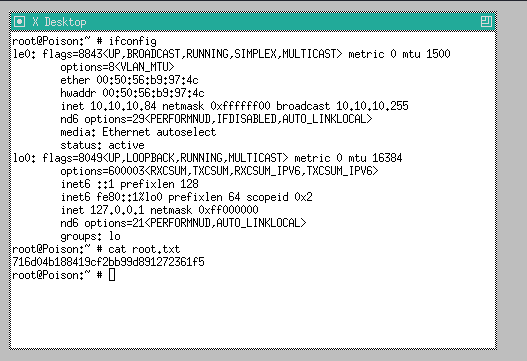 X Desktop
root@Poison:~ # ifconfig
le0: flags=8843<UP,BROADCAST,RUNNING,SIMPLEX,MULTICAST> metric 0 mtu 1500
options=8<VLAN_MTU>
ether 00:50:56:b9:97:4c
hwaddr 00:50:56:b9:97:4c
inet 10.10.10.84 netmask 0xffffff00 broadcast 10.10.10.255
nd6 options=29<PERFORMNUD,IFDISABLED,AUTO_LINKLOCAL>
media: Ethernet autoselect
status: active
lo0: flags=8049<UP,LOOPBACK,RUNNING,MULTICAST> metric 0 mtu 16384
options=600003<RXCSUM,TXCSUM,RXCSUM_IPV6,TXCSUM_IPV6>
inet6 ::1 prefixlen 128
inet6 fe80::1%lo0 prefixlen 64 scopeid 0x2
inet 127.0.0.1 netmask 0xff000000
nd6 options=21<PERFORMNUD,AUTO_LINKLOCAL>
groups: lo
root@Poison:~ # cat root.txt
716d04b188419cf2bb99d891272361f5
root@Poison:~ #